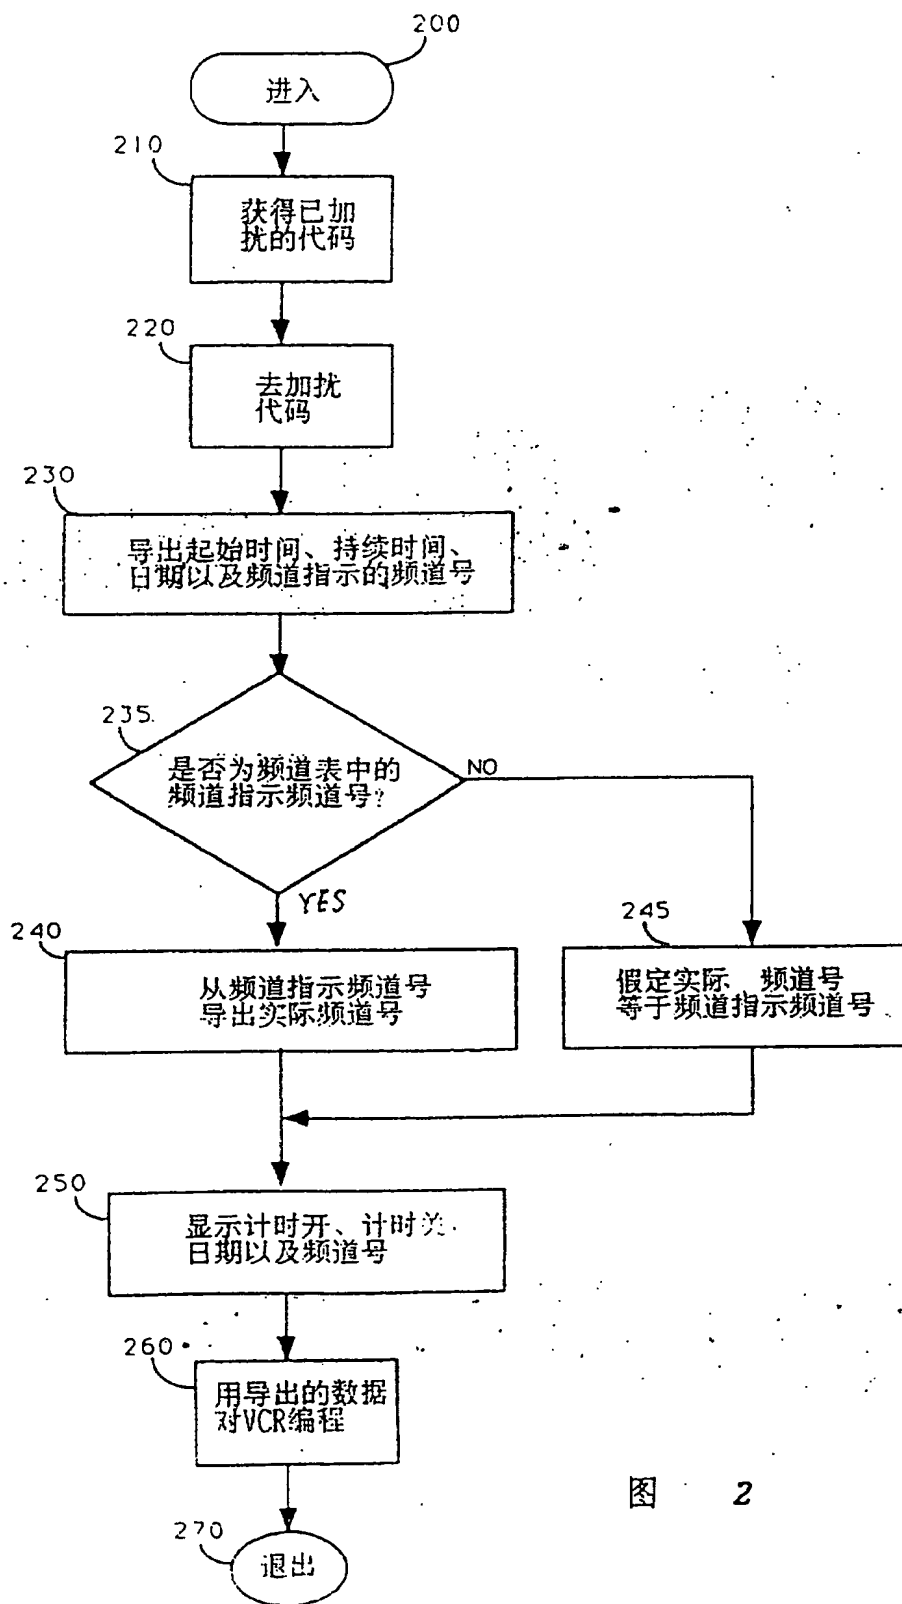 200
进入
210
获得已加
扰的代码
220
去加扰
代码
230
导出起始时间、持续时间、
日期以及频道指示的频道号
235
是否为频道表中的
频道指示频道号?
NO
YES
240
从频道指示频道号
导出实际频道号
245
假定实际 频道号
等于频道指示频道号
250
显示计时开、计时关、
日期以及频道号
260
用导出的数据
对VCR编程
270
退出
图 2